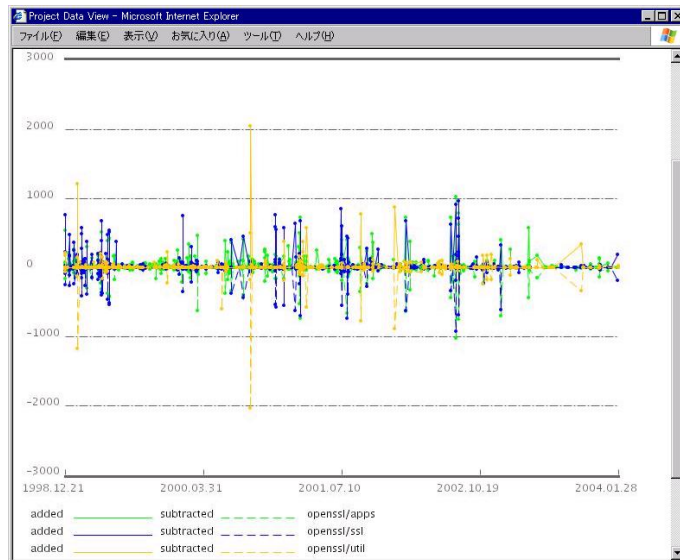 Project Data View - Microsoft Internet Explorer
ファイル(F) 編集(E) 表示(V) お気に入り(A) ツール(T) ヘルプ(H)
3000
2000
1000
0
-1000
-2000
-3000
1998.12.21 2000.03.31 2001.07.10 2002.10.19 2004.01.28
added subtracted openssl/apps
added subtracted openssl/ssl
added subtracted openssl/util